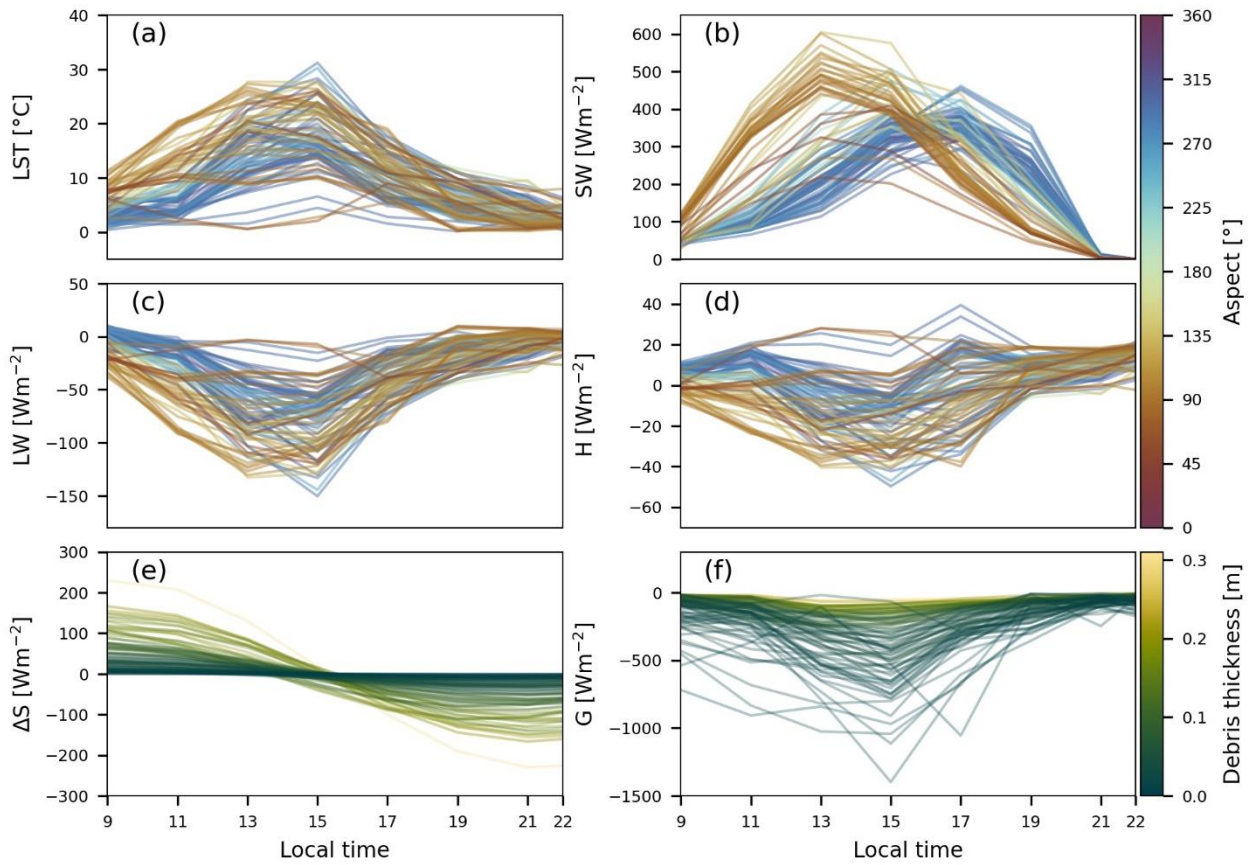 (a)
LST [°C]
40
30
20
10
0
(b)
SW [Wm−2]
600
500
400
300
200
100
0
(c)
LW [Wm−2]
50
0
−50
−100
−150
(d)
H [Wm−2]
40
20
0
−20
−40
−60
Aspect [°]
360
315
270
225
180
135
90
45
0
(e)
ΔS [Wm−2]
300
200
100
0
−100
−200
−300
9 11 13 15 17 19 21 22
Local time
(f)
G [Wm−2]
0
−500
−1000
−1500
9 11 13 15 17 19 21 22
Local time
Debris thickness [m]
0.3
0.2
0.1
0.0